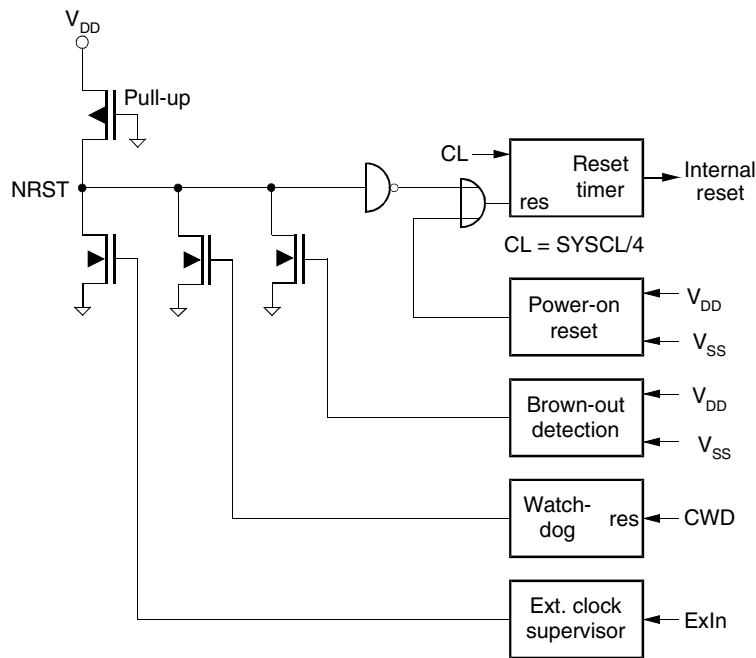 VDD
Pull-up
NRST
CL
Reset
timer
res
Internal
reset
CL = SYSCL/4
Power-on
reset
VDD
VSS
Brown-out
detection
VDD
VSS
Watch-
dog
res
CWD
Ext. clock
supervisor
ExIn